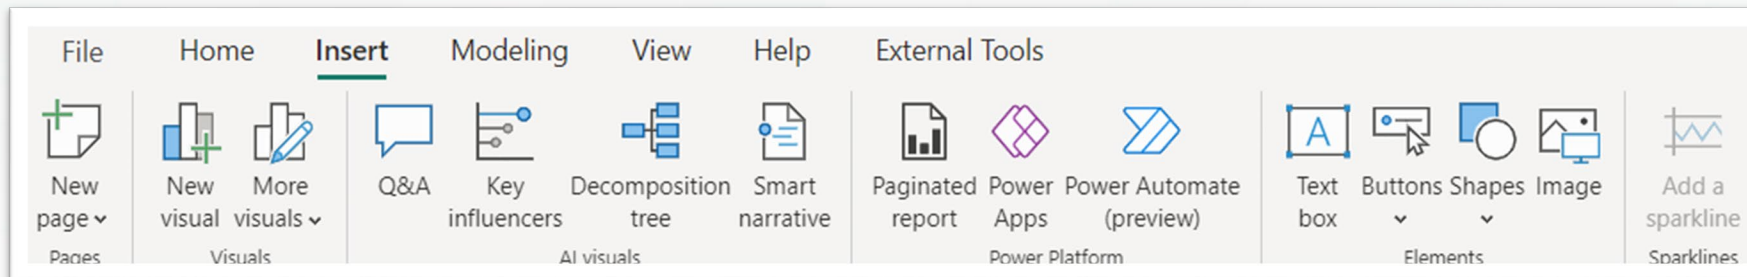 File Home Insert Modeling View Help External Tools
New page
New visual
More visuals
Q&A
Key influencers
Decomposition tree
Smart narrative
Paginated report
Power Apps
Power Automate (preview)
A
Text box
Buttons
Shapes
Image
Add a sparkline
Pages
Visuals
AI visuals
Power Platform
Elements
Sparklines